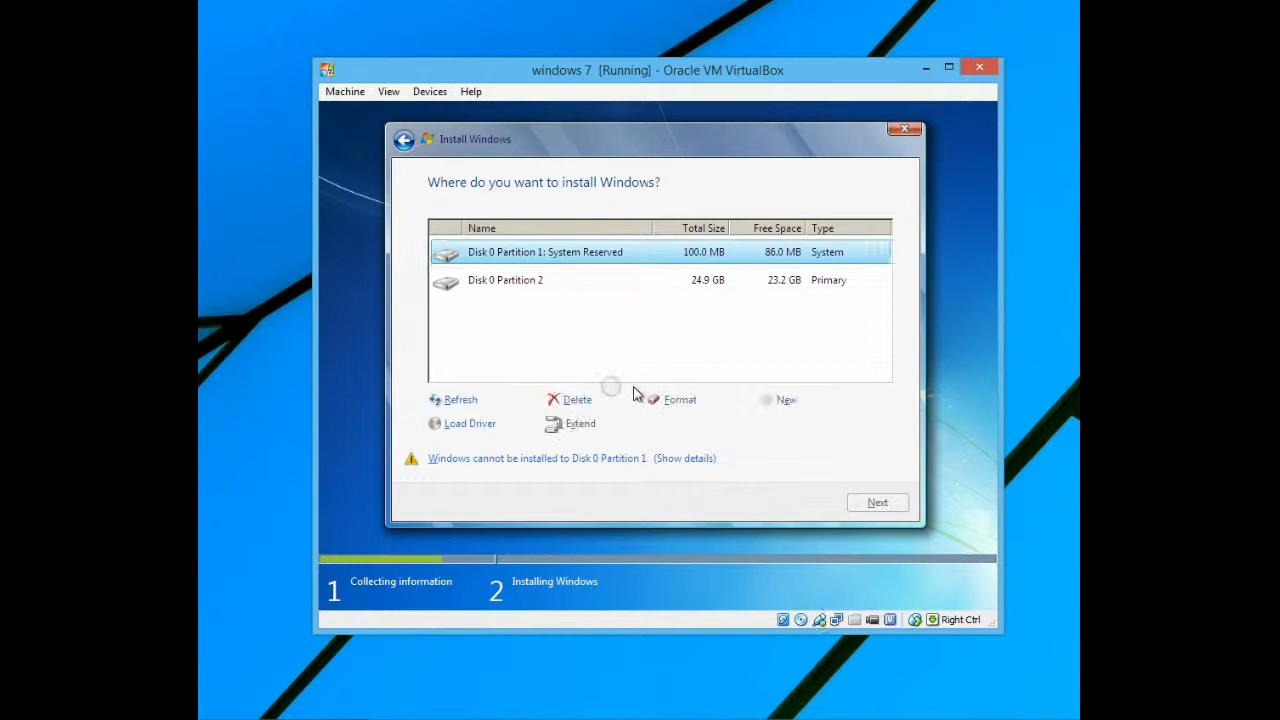 windows 7 [Running] - Oracle VM VirtualBox
Machine View Devices Help
Install Windows
Where do you want to install Windows?
Name Total Size Free Space Type
Disk 0 Partition 1: System Reserved 100.0 MB 86.0 MB System
Disk 0 Partition 2 24.9 GB 23.2 GB Primary
Refresh Delete Format New
Load Driver Extend
Windows cannot be installed to Disk 0 Partition 1. (Show details)
Next
1 Collecting information 2 Installing Windows
Right Ctrl